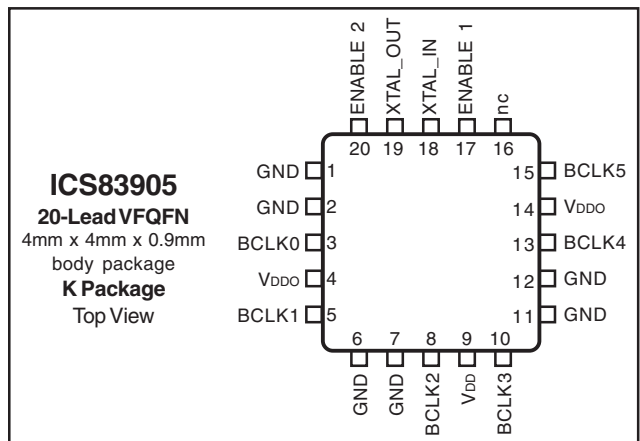 ENABLE 2
XTAL_OUT
XTAL_IN
ENABLE 1
nc
20 19 18 17 16
ICS83905
20-Lead VFQFN
4mm x 4mm x 0.9mm
body package
K Package
Top View
GND 1
GND 2
BCLK0 3
VDDO 4
BCLK1 5
15 BCLK5
14 VDDO
13 BCLK4
12 GND
11 GND
6 7 8 9 10
GND
GND
BCLK2
VDD
BCLK3